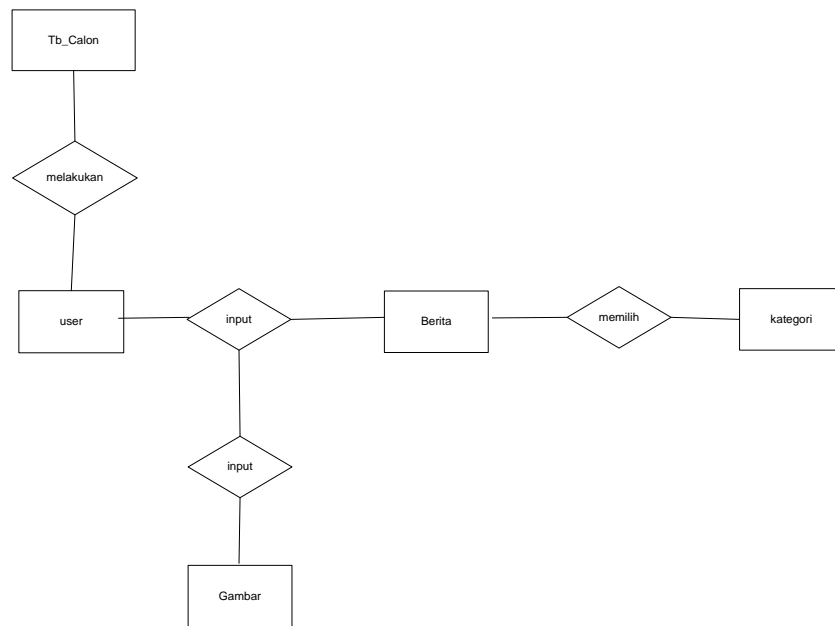 Tb_Calon
melakukan
user
input
Berita
memilih
kategori
input
Gambar